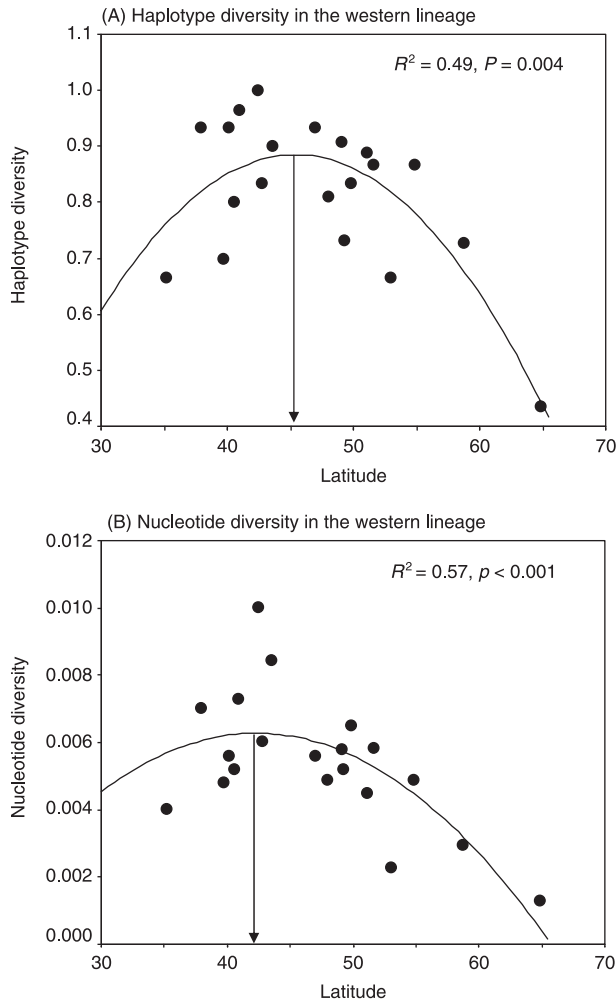 (A) Haplotype diversity in the western lineage
R² = 0.49, P = 0.004
1.0
0.9
0.8
0.7
0.6
0.5
0.4
Haplotype diversity
30 40 50 60 70
Latitude
(B) Nucleotide diversity in the western lineage
R² = 0.57, p < 0.001
0.012
0.010
0.008
0.006
0.004
0.002
0.000
Nucleotide diversity
30 40 50 60 70
Latitude